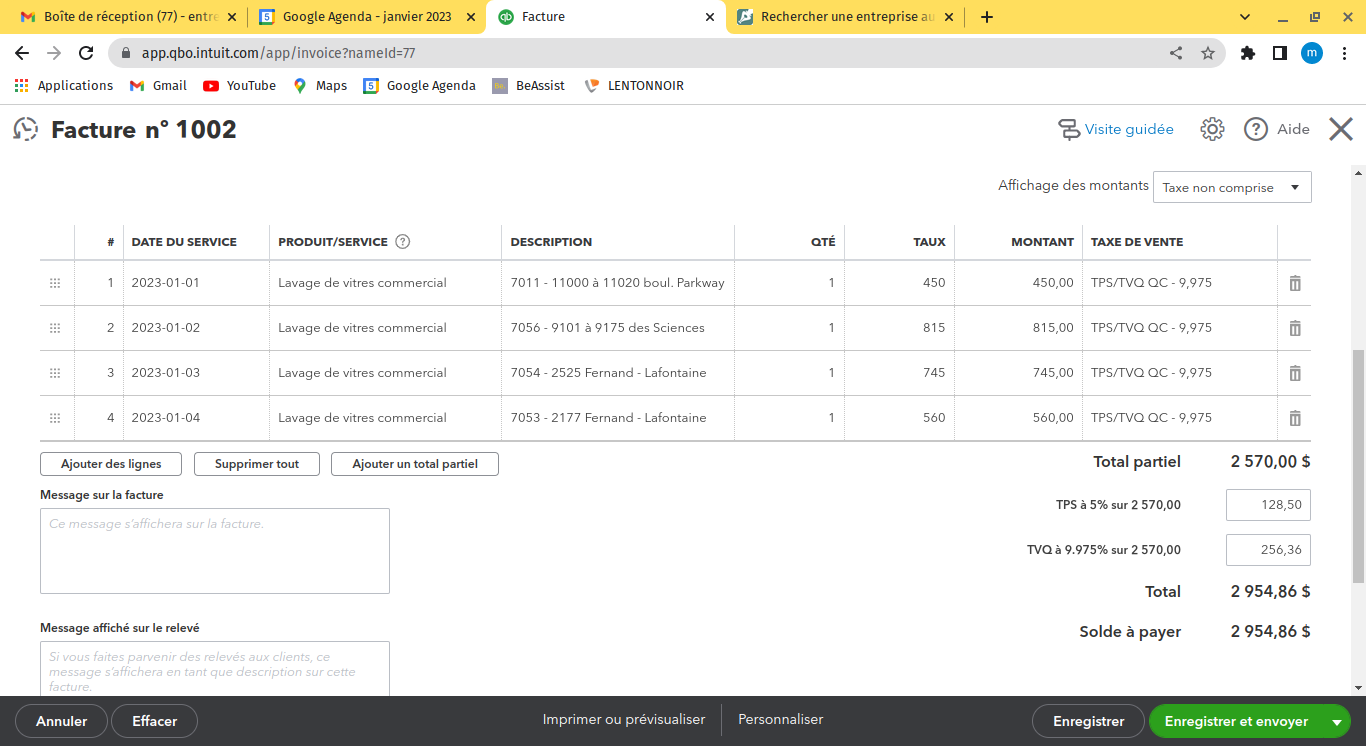 Boîte de réception (77) - entre
Google Agenda - janvier 2023
Facture
Rechercher une entreprise au
app.qbo.intuit.com/app/invoice?nameId=77
m
Applications
Gmail
YouTube
Maps
Google Agenda
BeAssist
LENTONNOIR
Facture n° 1002
Visite guidée
Aide
Affichage des montants
Taxe non comprise
# DATE DU SERVICE PRODUIT/SERVICE DESCRIPTION QTÉ TAUX MONTANT TAXE DE VENTE
1 2023-01-01 Lavage de vitres commercial 7011 - 11000 à 11020 boul. Parkway 1 450 450,00 TPS/TVQ QC - 9,975
2 2023-01-02 Lavage de vitres commercial 7056 - 9101 à 9175 des Sciences 1 815 815,00 TPS/TVQ QC - 9,975
3 2023-01-03 Lavage de vitres commercial 7054 - 2525 Fernand - Lafontaine 1 745 745,00 TPS/TVQ QC - 9,975
4 2023-01-04 Lavage de vitres commercial 7053 - 2177 Fernand - Lafontaine 1 560 560,00 TPS/TVQ QC - 9,975
Ajouter des lignes
Supprimer tout
Ajouter un total partiel
Total partiel 2 570,00 $
Message sur la facture
TPS à 5% sur 2 570,00 128,50
Ce message s'affichera sur la facture.
TVQ à 9.975% sur 2 570,00 256,36
Total 2 954,86 $
Message affiché sur le relevé
Solde à payer 2 954,86 $
Si vous faites parvenir des relevés aux clients, ce
message s'affichera en tant que description sur cette
facture.
Annuler
Effacer
Imprimer ou prévisualiser
Personnaliser
Enregistrer
Enregistrer et envoyer